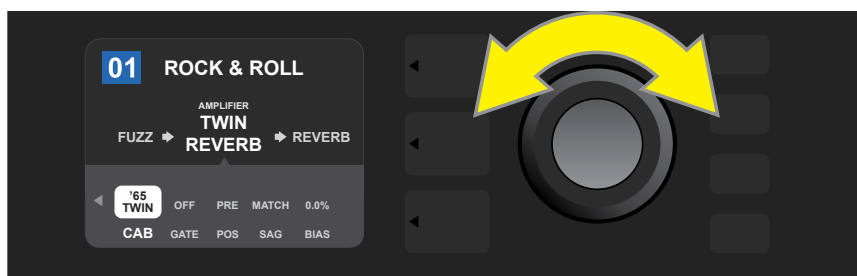 01 ROCK & ROLL
AMPLIFIER
TWIN
FUZZ REVERB REVERB
’65
TWIN OFF PRE MATCH 0.0%
CAB GATE POS SAG BIAS